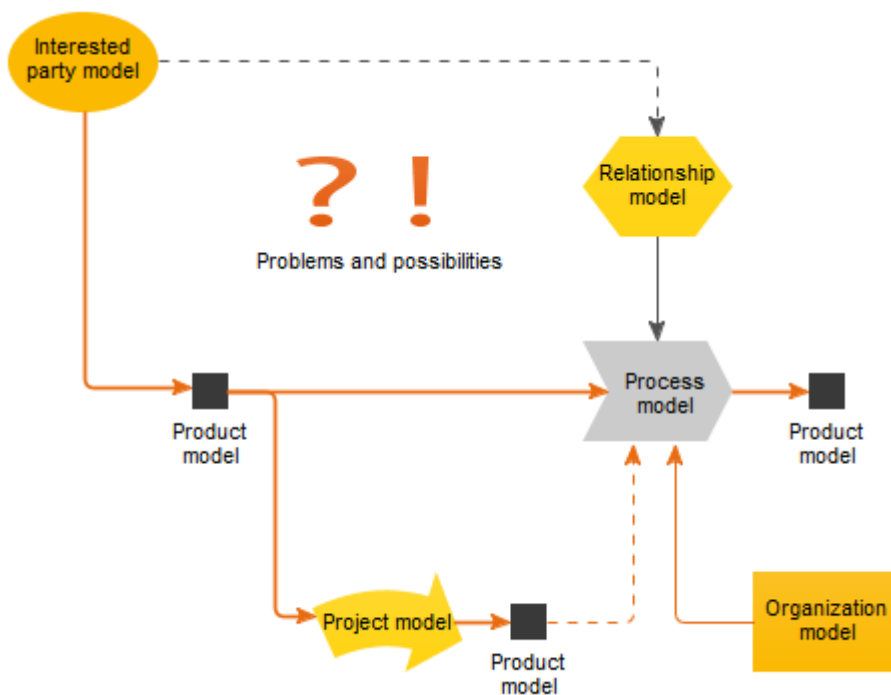 Interested
party model
Relationship
model
? !
Problems and possibilities
Process
model
Product
model
Product
model
Project model
Product
model
Organization
model